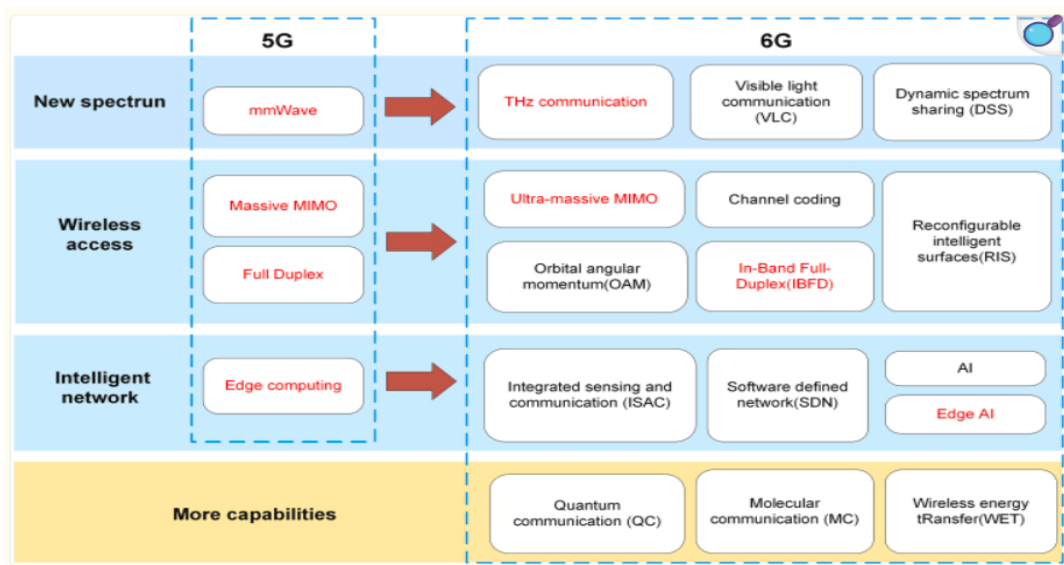 5G
6G
New spectrun
mmWave
THz communication
Visible light
communication
(VLC)
Dynamic spectrum
sharing (DSS)
Wireless
access
Massive MIMO
Full Duplex
Ultra-massive MIMO
Channel coding
Reconfigurable
intelligent
surfaces(RIS)
Orbital angular
momentum(OAM)
In-Band Full-
Duplex(IBFD)
Intelligent
network
Edge computing
Integrated sensing and
communication (ISAC)
Software defined
network(SDN)
AI
Edge AI
More capabilities
Quantum
communication (QC)
Molecular
communication (MC)
Wireless energy
tRansfer(WET)